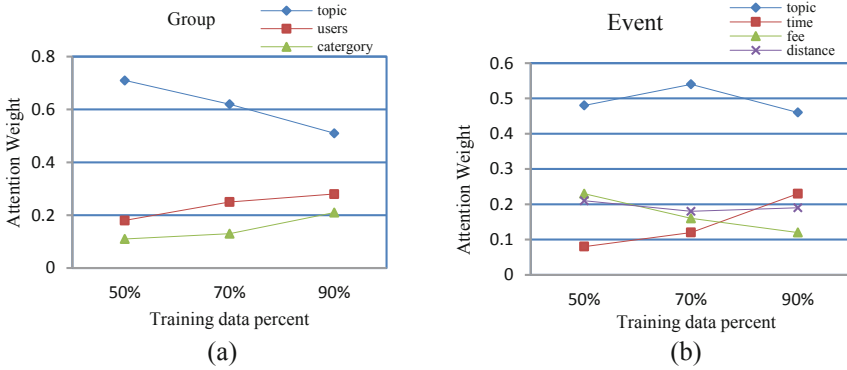 Group
topic
users
catergory
Attention Weight
0.8
0.6
0.4
0.2
0
50% 70% 90%
Training data percent
(a)
Event
topic
time
fee
distance
Attention Weight
0.6
0.5
0.4
0.3
0.2
0.1
0
50% 70% 90%
Training data percent
(b)